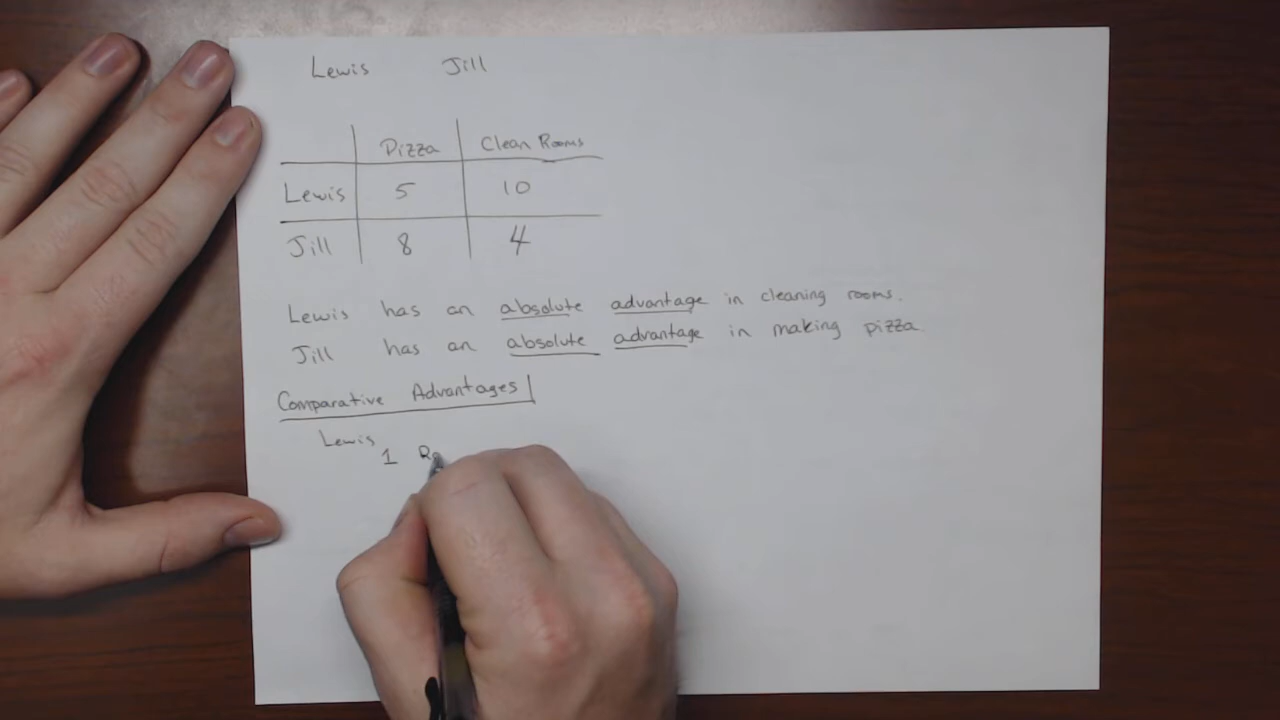 Lewis Jill
Pizza Clean Rooms
Lewis 5 10
Jill 8 4
Lewis has an absolute advantage in cleaning rooms.
Jill has an absolute advantage in making pizza.
Comparative Advantages
Lewis
1 Ro